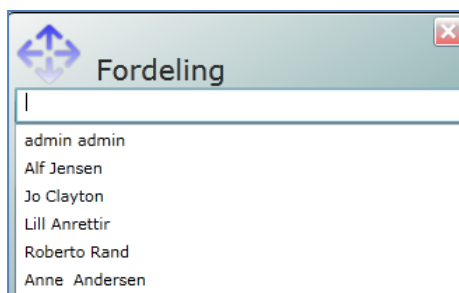 Fordeling
admin admin
Alf Jensen
Jo Clayton
Lill Anrettir
Roberto Rand
Anne  Andersen